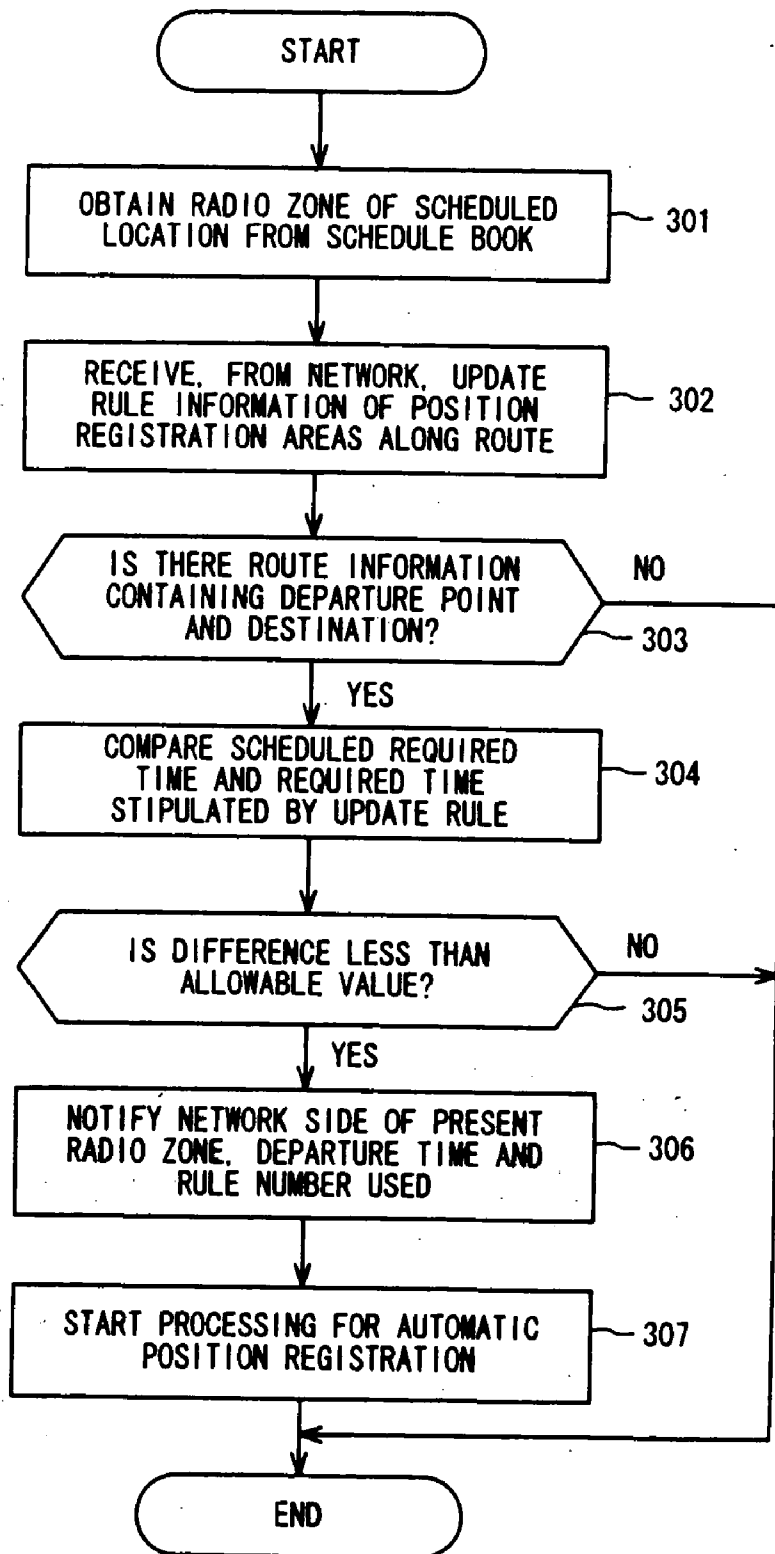 START
OBTAIN RADIO ZONE OF SCHEDULED
LOCATION FROM SCHEDULE BOOK
301
RECEIVE, FROM NETWORK, UPDATE
RULE INFORMATION OF POSITION
REGISTRATION AREAS ALONG ROUTE
302
IS THERE ROUTE INFORMATION
CONTAINING DEPARTURE POINT
AND DESTINATION?
NO
303
YES
COMPARE SCHEDULED REQUIRED
TIME AND REQUIRED TIME
STIPULATED BY UPDATE RULE
304
IS DIFFERENCE LESS THAN
ALLOWABLE VALUE?
NO
305
YES
NOTIFY NETWORK SIDE OF PRESENT
RADIO ZONE, DEPARTURE TIME AND
RULE NUMBER USED
306
START PROCESSING FOR AUTOMATIC
POSITION REGISTRATION
307
END